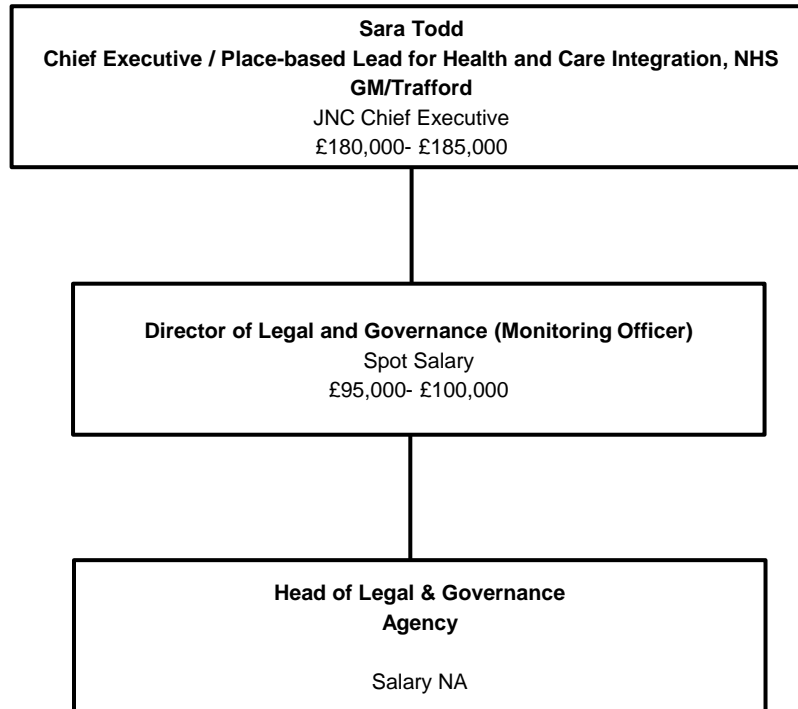 Sara Todd
Chief Executive / Place-based Lead for Health and Care Integration, NHS
GM/Trafford
JNC Chief Executive
£180,000- £185,000
Director of Legal and Governance (Monitoring Officer)
Spot Salary
£95,000- £100,000
Head of Legal & Governance
Agency
Salary NA